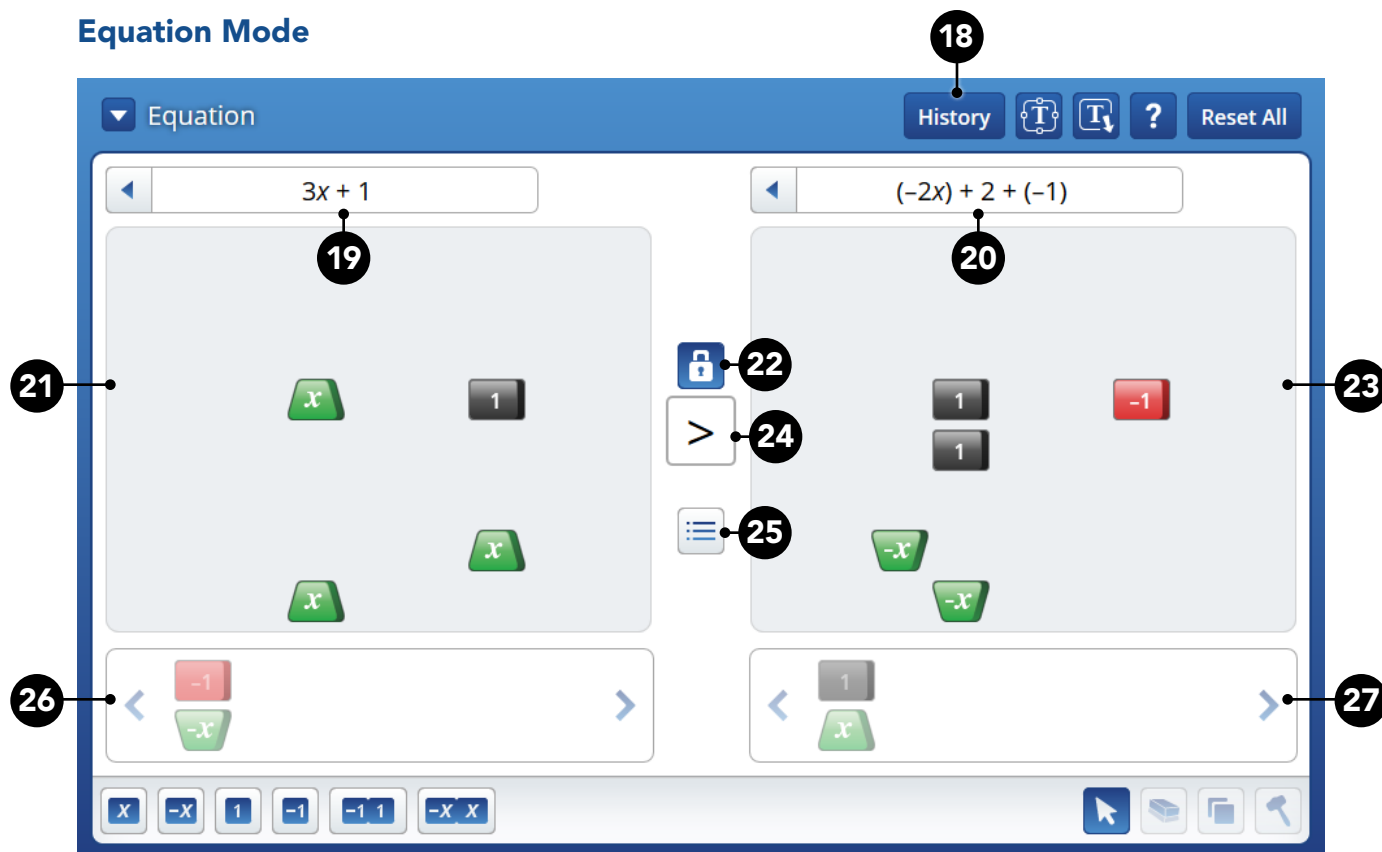 Equation Mode
18
Equation History T T ? Reset All
3x + 1 (–2x) + 2 + (–1)
19 20
22
21 23
x 1 1 –1
> 24
1
25
x -x
x -x
–1 1
26 27
-x x
X –X 1 –1 –1 1 –X X